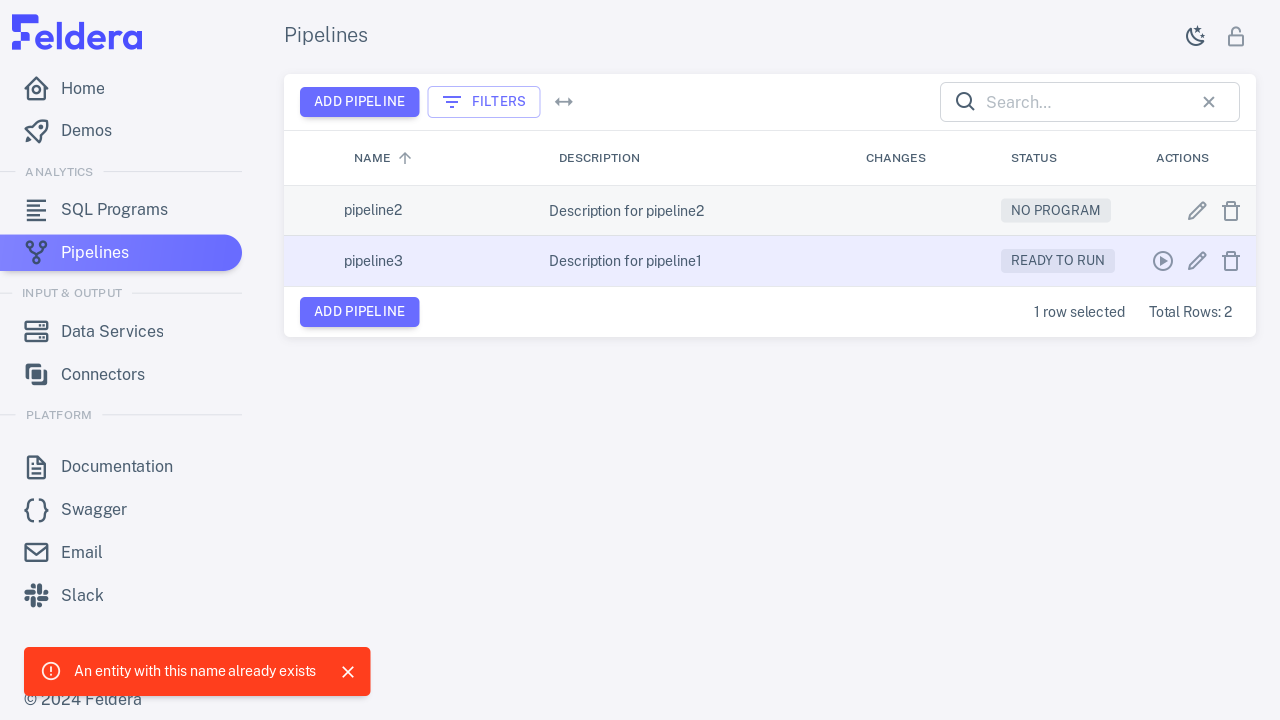 Feldera
Home
Demos
ANALYTICS
SQL Programs
Pipelines
INPUT & OUTPUT
Data Services
Connectors
PLATFORM
Documentation
Swagger
Email
Slack
© 2024 Feldera
Pipelines
ADD PIPELINE FILTERS Search...
NAME DESCRIPTION CHANGES STATUS ACTIONS
pipeline2 Description for pipeline2 NO PROGRAM
pipeline3 Description for pipeline1 READY TO RUN
ADD PIPELINE 1 row selected Total Rows: 2
An entity with this name already exists